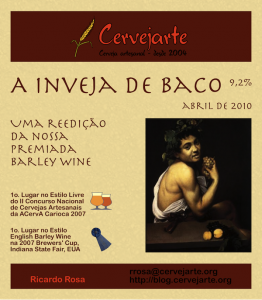 Cervejarte
Cerveja artesanal - desde 2004
A INVEJA DE BACO 9,2%
ABRIL DE 2010
UMA REEDIÇÃO
DA NOSSA
PREMIADA
BARLEY WINE
1o. Lugar no Estilo Livre
do II Concurso Nacional
de Cervejas Artesanais
da ACervA Carioca 2007
1o. Lugar no Estilo
English Barley Wine
na 2007 Brewers' Cup,
Indiana State Fair, EUA
Ricardo Rosa
rrosa@cervejarte.org
http://blog.cervejarte.org